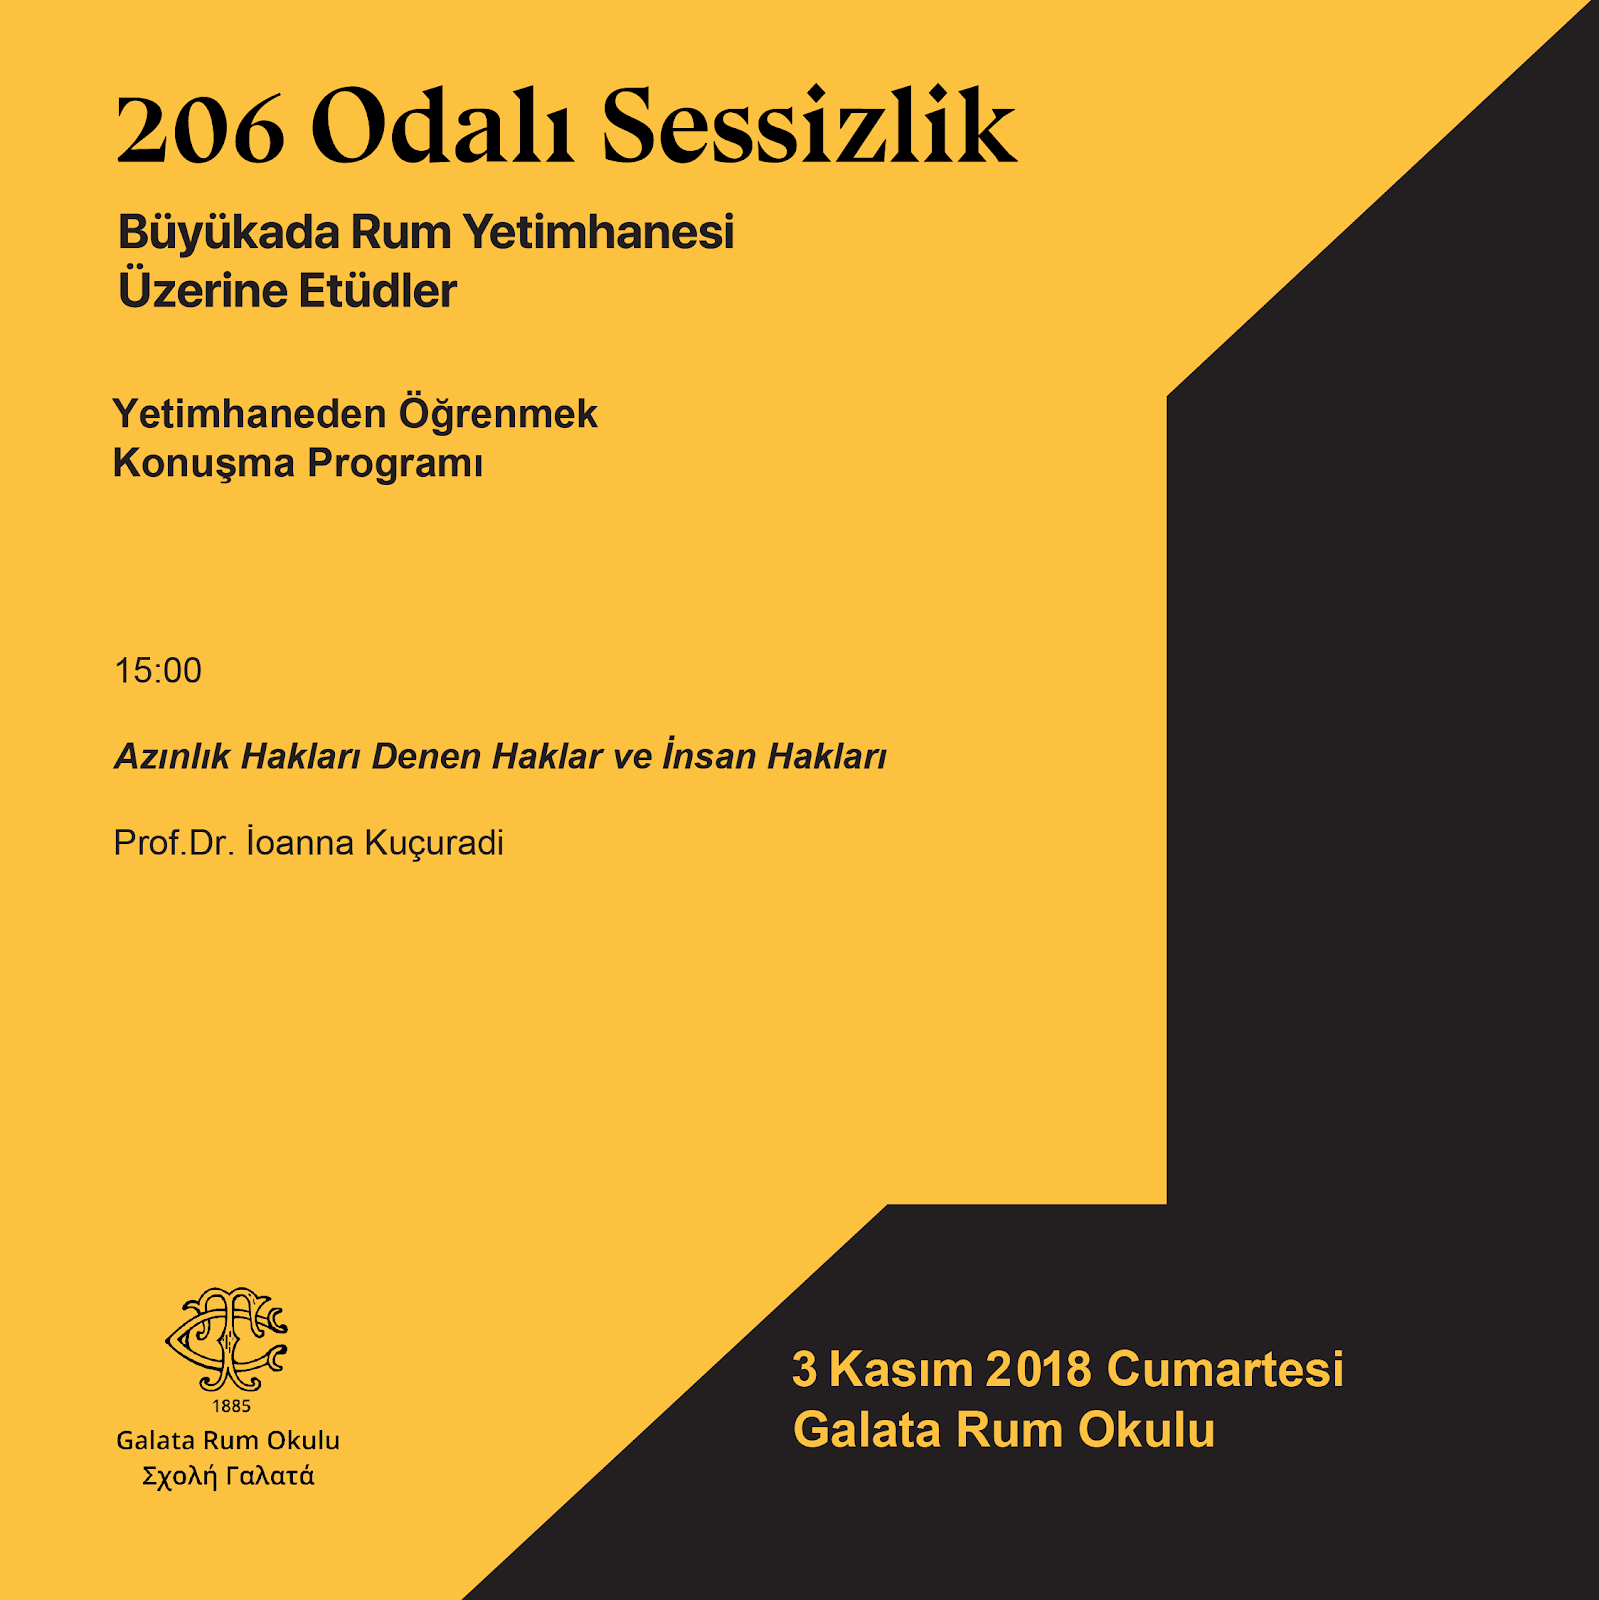 206 Odalı Sessizlik
Büyükada Rum Yetimhanesi
Üzerine Etüdler
Yetimhaneden Öğrenmek
Konuşma Programı
15:00
Azınlık Hakları Denen Haklar ve İnsan Hakları
Prof.Dr. İoanna Kuçuradi
1885
Galata Rum Okulu
Σχολή Γαλατά
3 Kasım 2018 Cumartesi
Galata Rum Okulu